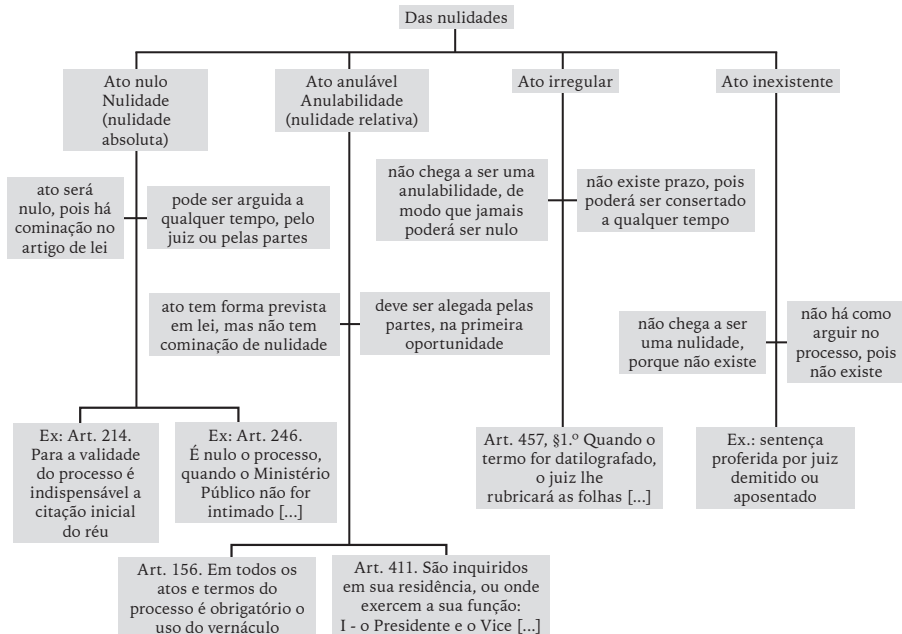 Das nulidades
Ato nulo
Nulidade
(nulidade
absoluta)
Ato anulável
Anulabilidade
(nulidade relativa)
Ato irregular
Ato inexistente
ato será
nulo, pois há
cominação no
artigo de lei
pode ser arguida a
qualquer tempo, pelo
juiz ou pelas partes
não chega a ser uma
anulabilidade, de
modo que jamais
poderá ser nulo
não existe prazo, pois
poderá ser consertado
a qualquer tempo
ato tem forma prevista
em lei, mas não tem
cominação de nulidade
deve ser alegada pelas
partes, na primeira
oportunidade
não chega a ser
uma nulidade,
porque não existe
não há como
arguir no
processo, pois
não existe
Ex: Art. 214.
Para a validade
do processo é
indispensável a
citação inicial
do réu
Ex: Art. 246.
É nulo o processo,
quando o Ministério
Público não for
intimado [...]
Art. 457, §1.º Quando o
termo for datilografado,
o juiz lhe
rubricará as folhas [...]
Ex.: sentença
proferida por juiz
demitido ou
aposentado
Art. 156. Em todos os
atos e termos do
processo é obrigatório o
uso do vernáculo
Art. 411. São inquiridos
em sua residência, ou onde
exercem a sua função:
I - o Presidente e o Vice [...]